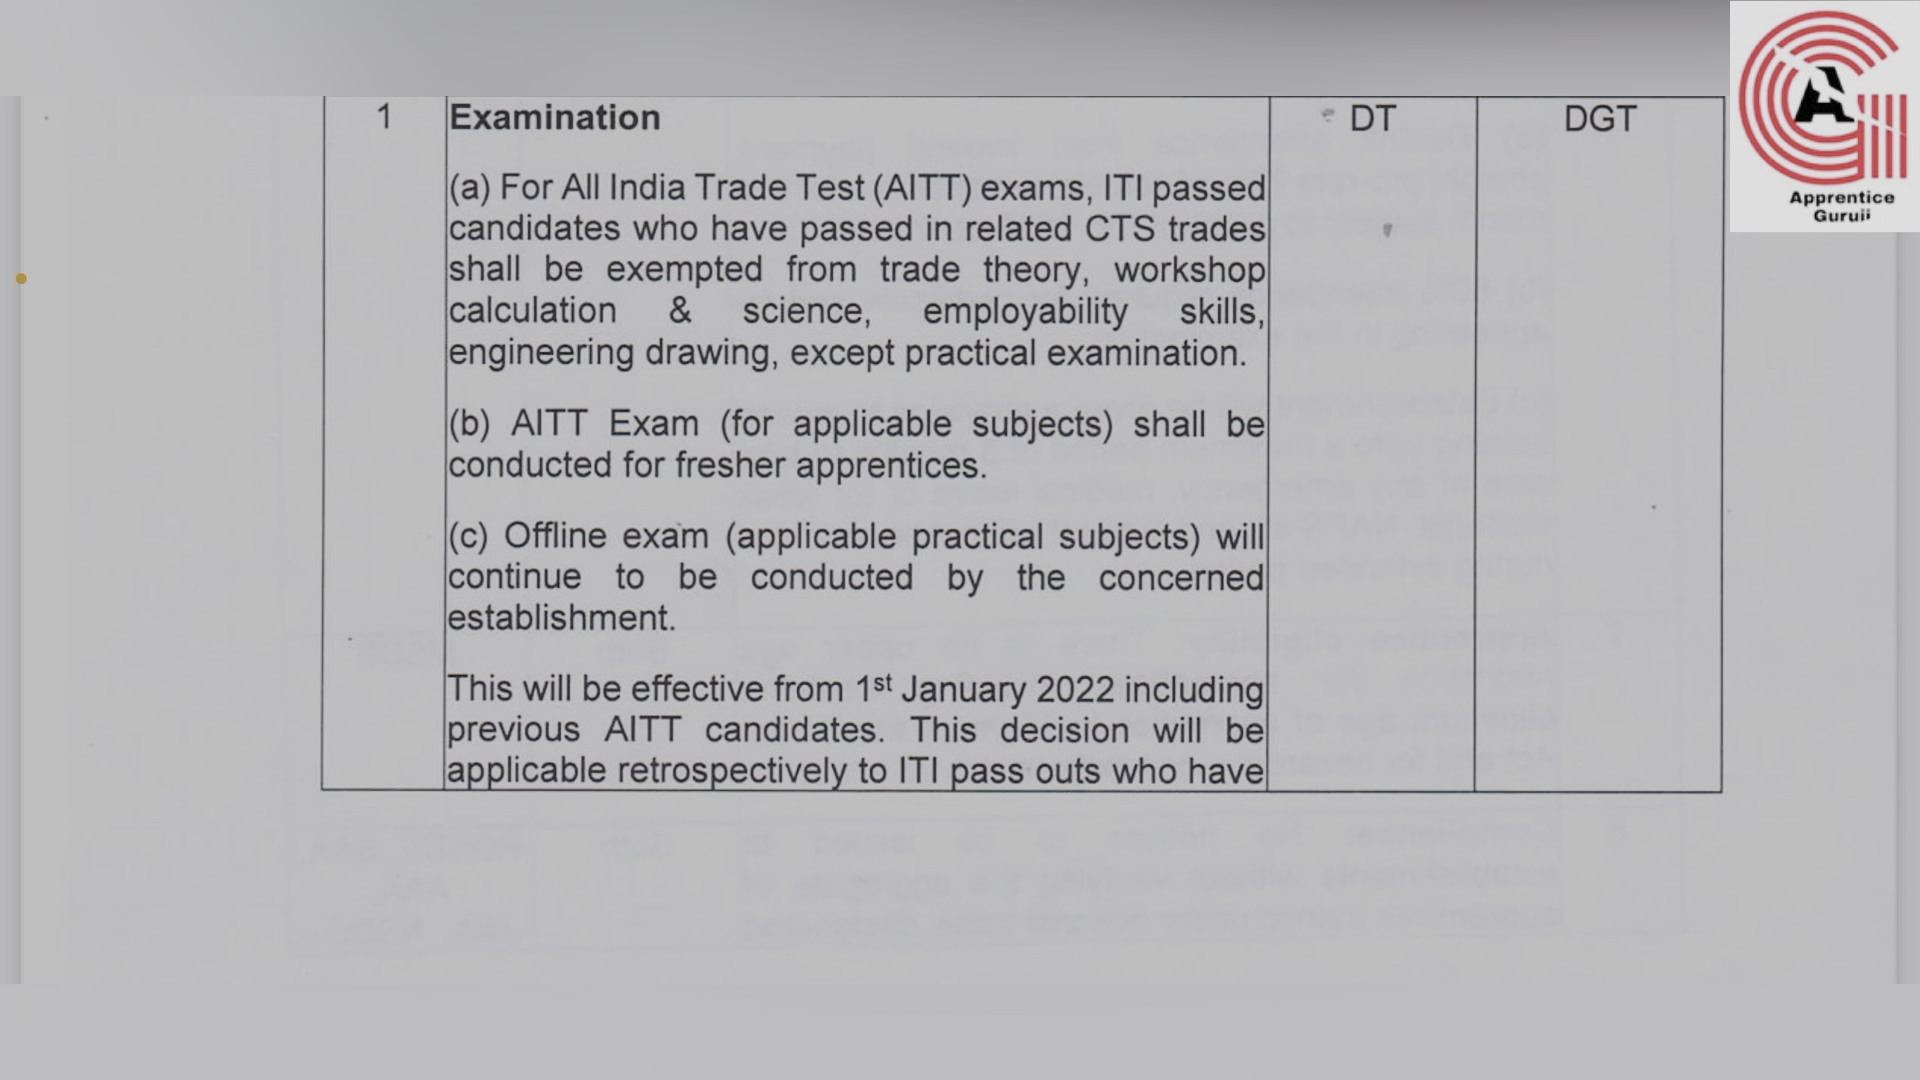 1 Examination DT DGT
(a) For All India Trade Test (AITT) exams, ITI passed
candidates who have passed in related CTS trades
shall be exempted from trade theory, workshop
calculation & science, employability skills,
engineering drawing, except practical examination.
(b) AITT Exam (for applicable subjects) shall be
conducted for fresher apprentices.
(c) Offline exam (applicable practical subjects) will
continue to be conducted by the concerned
establishment.
This will be effective from 1st January 2022 including
previous AITT candidates. This decision will be
applicable retrospectively to ITI pass outs who have
A
Apprentice
Guruji